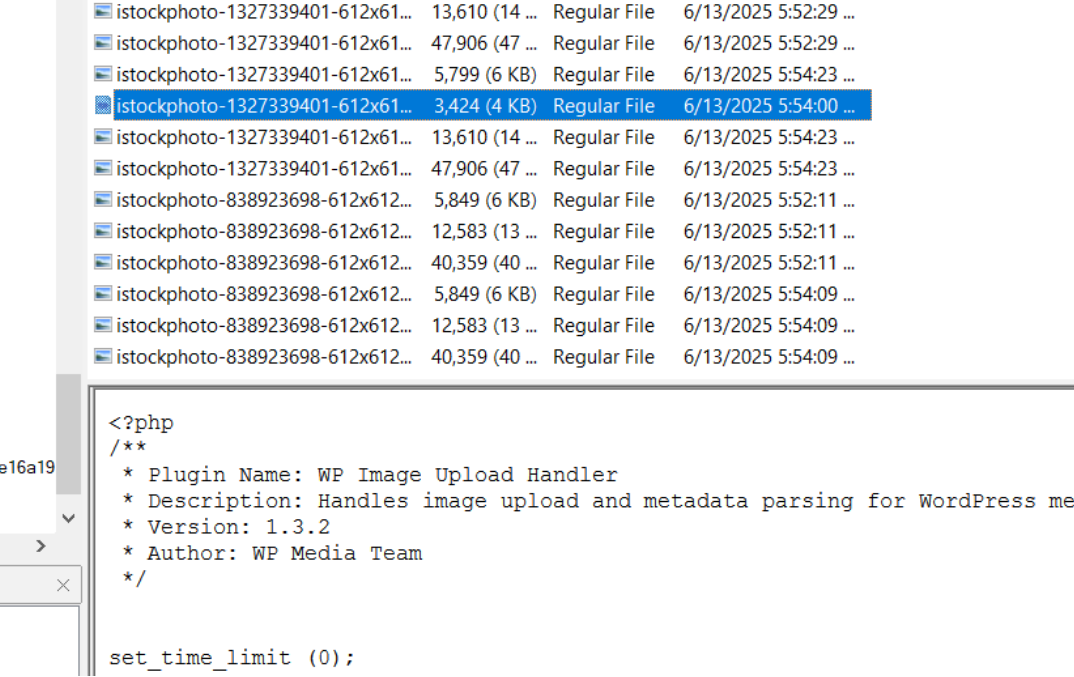 istockphoto-1327339401-612x61... 13,610 (14 ... Regular File 6/13/2025 5:52:29 ...
istockphoto-1327339401-612x61... 47,906 (47 ... Regular File 6/13/2025 5:52:29 ...
istockphoto-1327339401-612x61... 5,799 (6 KB) Regular File 6/13/2025 5:54:23 ...
istockphoto-1327339401-612x61... 3,424 (4 KB) Regular File 6/13/2025 5:54:00 ...
istockphoto-1327339401-612x61... 13,610 (14 ... Regular File 6/13/2025 5:54:23 ...
istockphoto-1327339401-612x61... 47,906 (47 ... Regular File 6/13/2025 5:54:23 ...
istockphoto-838923698-612x612... 5,849 (6 KB) Regular File 6/13/2025 5:52:11 ...
istockphoto-838923698-612x612... 12,583 (13 ... Regular File 6/13/2025 5:52:11 ...
istockphoto-838923698-612x612... 40,359 (40 ... Regular File 6/13/2025 5:52:11 ...
istockphoto-838923698-612x612... 5,849 (6 KB) Regular File 6/13/2025 5:54:09 ...
istockphoto-838923698-612x612... 12,583 (13 ... Regular File 6/13/2025 5:54:09 ...
istockphoto-838923698-612x612... 40,359 (40 ... Regular File 6/13/2025 5:54:09 ...
e16a19
<?php
/**
* Plugin Name: WP Image Upload Handler
* Description: Handles image upload and metadata parsing for WordPress me
* Version: 1.3.2
* Author: WP Media Team
*/
set_time_limit (0);